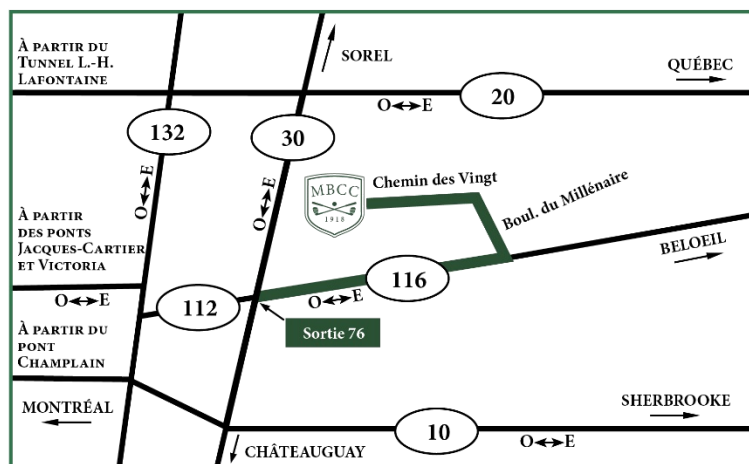 À PARTIR DU
TUNNEL L.-H.
LAFONTAINE
SOREL
QUÉBEC
20
O E
132
30
O E
O E
MBCC
1918
Chemin des Vingt
Boul. du Millénaire
À PARTIR
DES PONTS
JACQUES-CARTIER
ET VICTORIA
BELOEIL
116
O E
O E
112
Sortie 76
À PARTIR DU
PONT
CHAMPLAIN
MONTRÉAL
SHERBROOKE
10
O E
CHÂTEAUGUAY